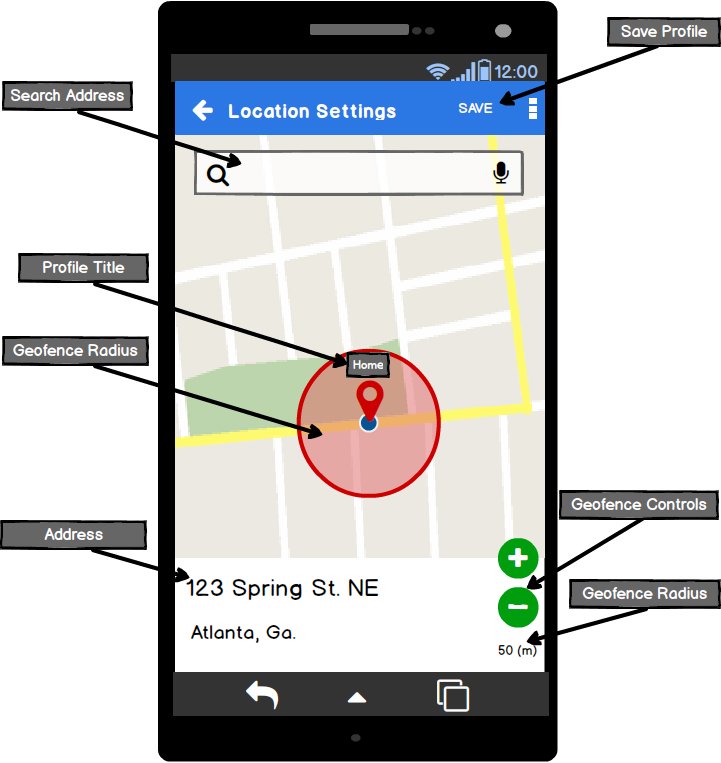 Save Profile
12:00
Search Address
Location Settings
SAVE
Profile Title
Geofence Radius
Home
Geofence Controls
Address
123 Spring St. NE
Geofence Radius
Atlanta, Ga.
50 (m)